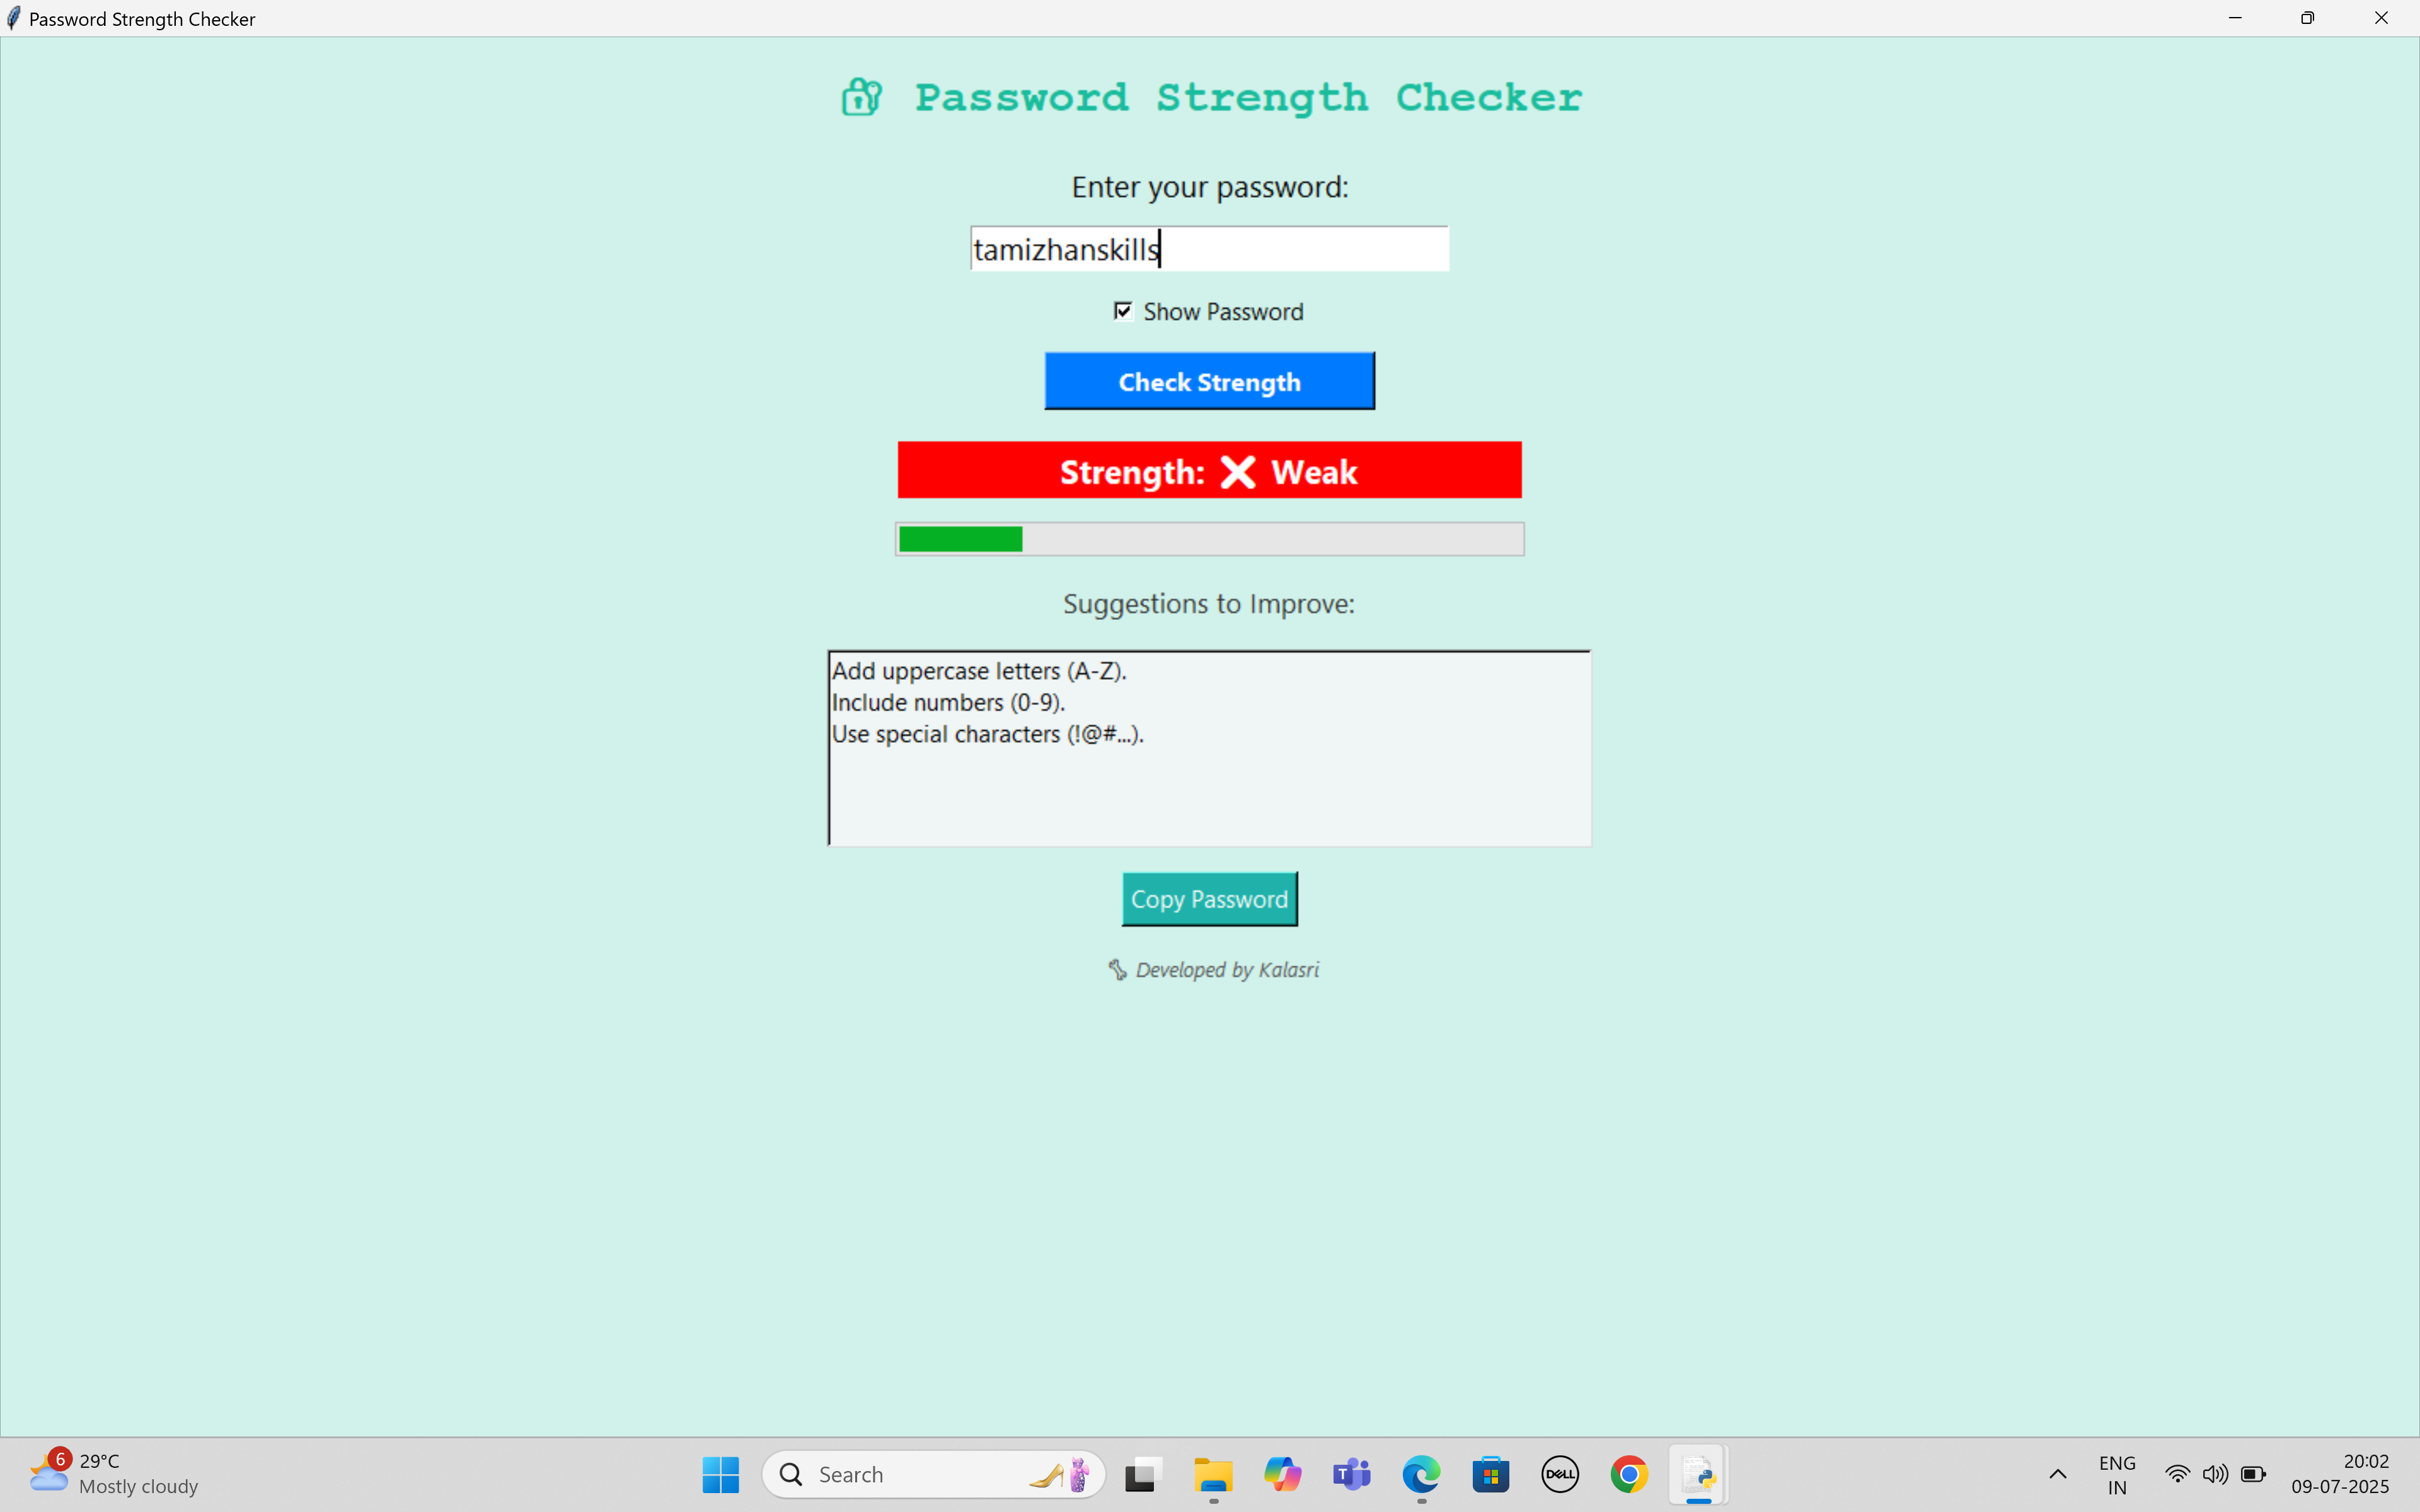 Password Strength Checker
Password Strength Checker
Enter your password:
tamizhanskills
Show Password
Check Strength
Strength: ❌ Weak
Suggestions to Improve:
Add uppercase letters (A-Z).
Include numbers (0-9).
Use special characters (!@#...).
Copy Password
Developed by Kalasri
6
29°C
Mostly cloudy
Search
T
DELL
ENG
IN
20:02
09-07-2025